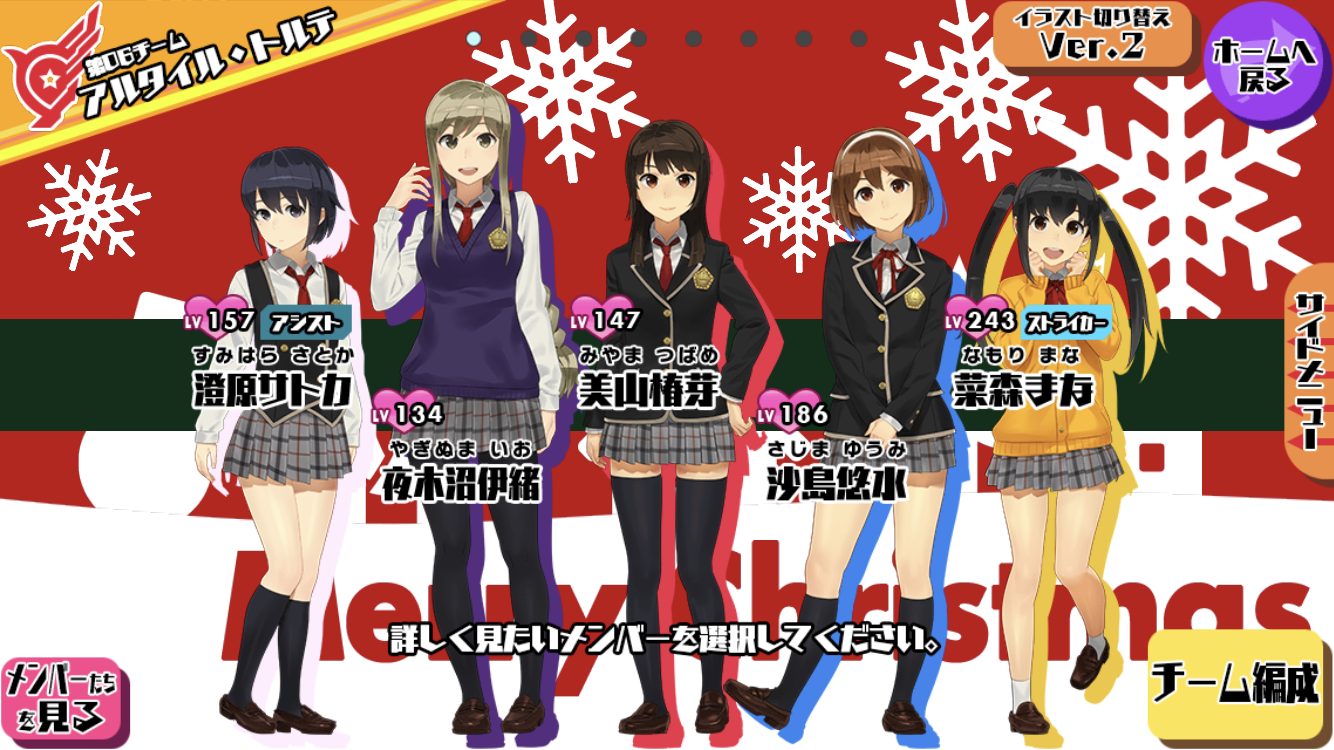 第06チーム
アルタイル・トルテ
イラスト切り替え
Ver.2
ホームへ
戻る
LV 157 アシスト
すみはら さとか
澄原サトカ
LV 134
やぎぬま いお
夜木沼伊緒
LV 147
みやま つばめ
美山椿芽
LV 186
さじま ゆうみ
沙島悠水
LV 243 ストライカー
なもり まな
菜森まな
サイドメニュー
Merry Christmas
詳しく見たいメンバーを選択してください。
メンバーたち
を見る
チーム編成